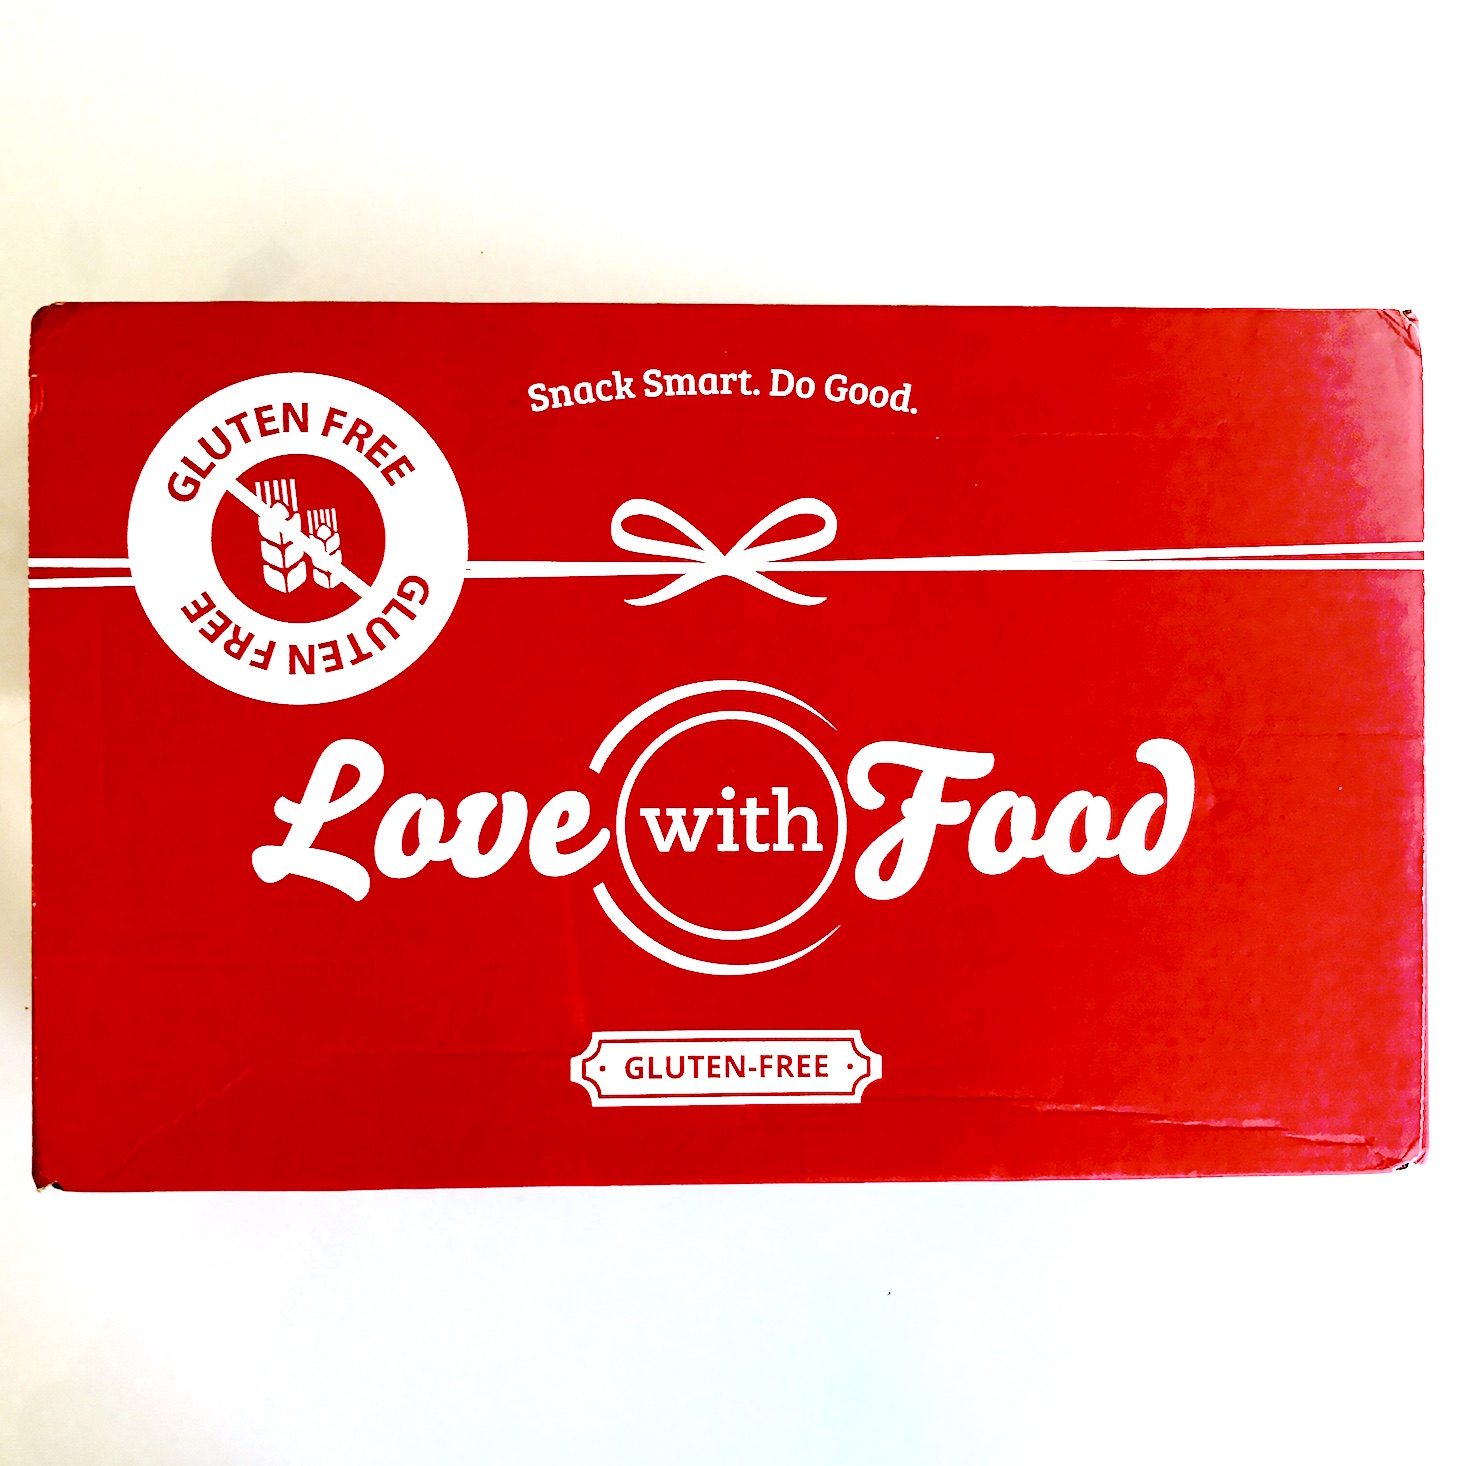 Snack Smart. Do Good.
GLUTEN FREE
GLUTEN FREE
Love with Food
GLUTEN-FREE